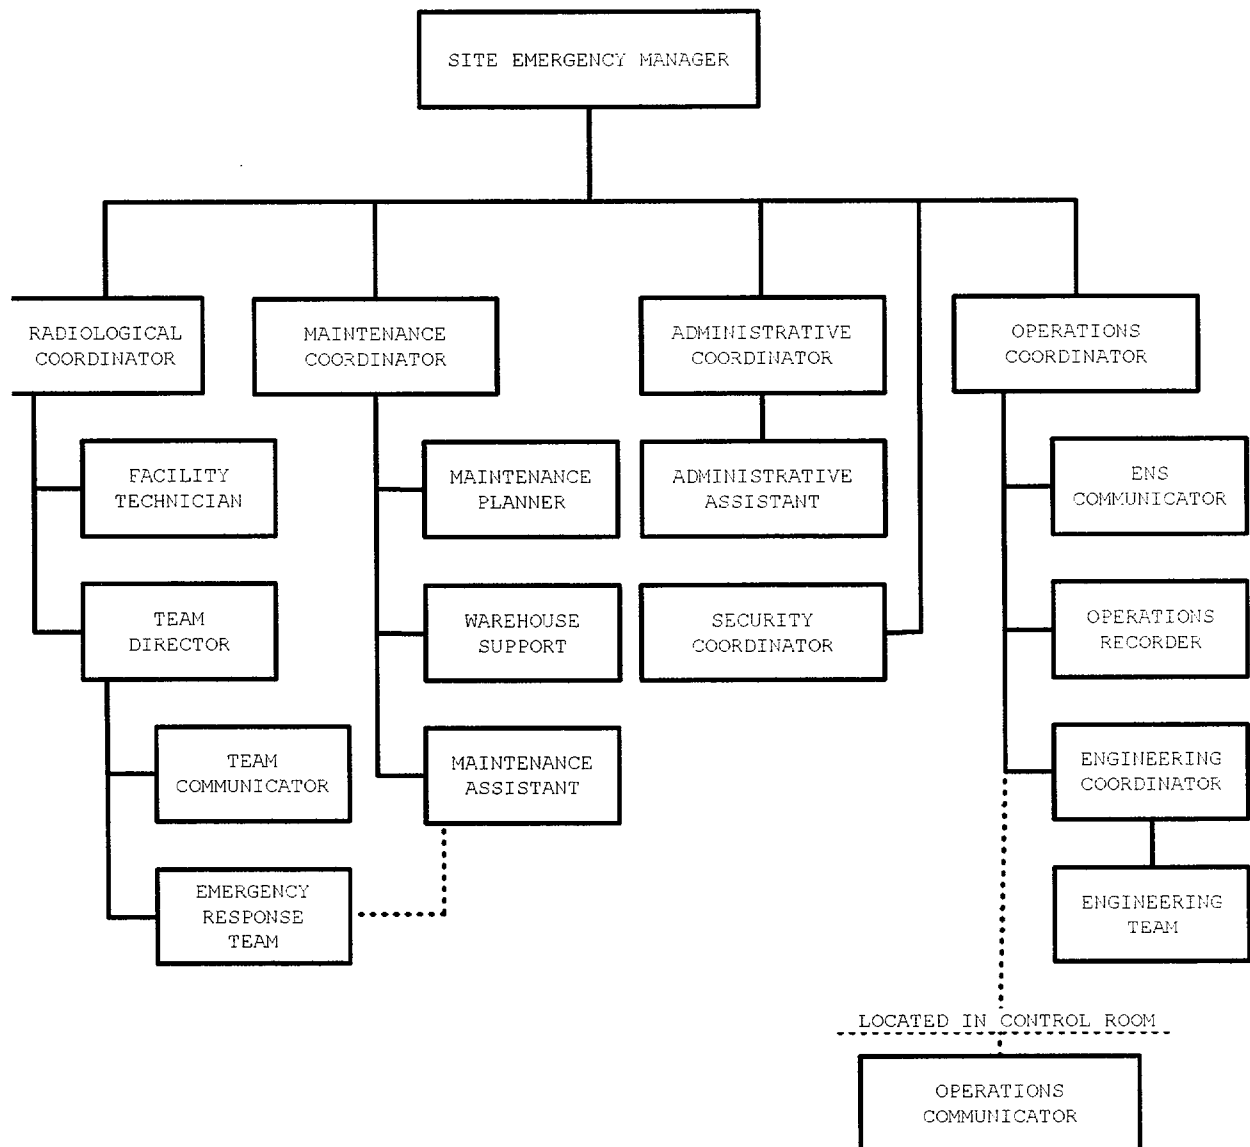 SITE EMERGENCY MANAGER
RADIOLOGICAL
COORDINATOR
MAINTENANCE
COORDINATOR
ADMINISTRATIVE
COORDINATOR
OPERATIONS
COORDINATOR
FACILITY
TECHNICIAN
MAINTENANCE
PLANNER
ADMINISTRATIVE
ASSISTANT
ENS
COMMUNICATOR
TEAM
DIRECTOR
WAREHOUSE
SUPPORT
SECURITY
COORDINATOR
OPERATIONS
RECORDER
TEAM
COMMUNICATOR
MAINTENANCE
ASSISTANT
ENGINEERING
COORDINATOR
EMERGENCY
RESPONSE
TEAM
ENGINEERING
TEAM
LOCATED IN CONTROL ROOM
OPERATIONS
COMMUNICATOR